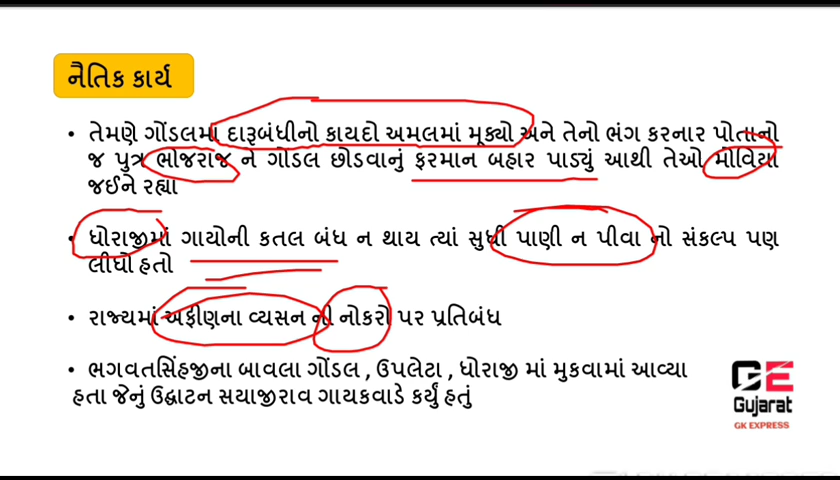 નૈતિક કાર્ય
• તેમણે ગોંડલમાં દારૂબંધીનો કાયદો અમલમાં મૂક્યો અને તેનો ભંગ કરનાર પોતાનો
જ પુત્ર ભોજરાજ ને ગોડલ છોડવાનું ફરમાન બહાર પાડ્યું આથી તેઓ મોવિયા
જઈને રહ્યા
• ધોરાજીમાં ગાયોની કતલ બંધ ન થાય ત્યાં સુધી પાણી ન પીવા નો સંકલ્પ પણ
લીધો હતો
• રાજ્યમાં અફીણના વ્યસન ની નોકરો પર પ્રતિબંધ
• ભગવતસિંહજીના બાવલા ગોંડલ , ઉપલેટા , ધોરાજી માં મુકવામાં આવ્યા
હતા જેનું ઉદ્ઘાટન સયાજીરાવ ગાયકવાડે કર્યું હતું
GE
Gujarat
GK EXPRESS